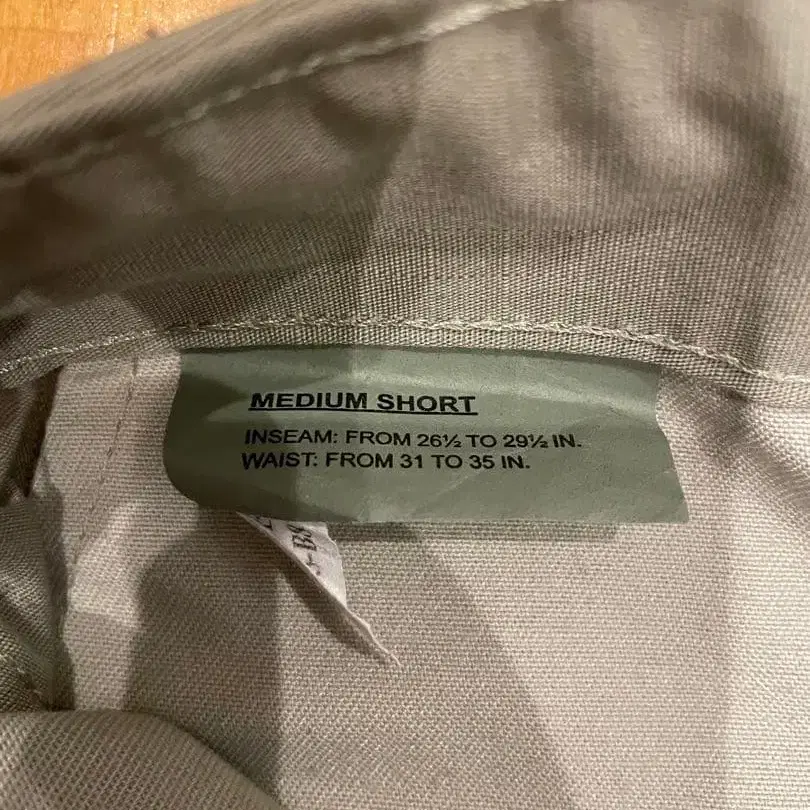 MEDIUM SHORT
INSEAM: FROM 26½ TO 29½ IN.
WAIST: FROM 31 TO 35 IN.